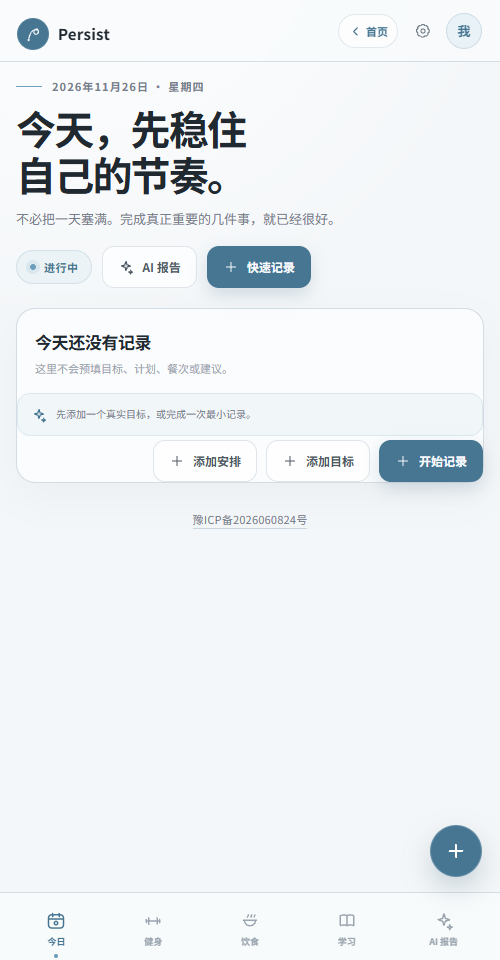 Persist
首页
我
2026年11月26日 · 星期四
今天，先稳住
自己的节奏。
不必把一天塞满。完成真正重要的几件事，就已经很好。
进行中
AI 报告
快速记录
今天还没有记录
这里不会预填目标、计划、餐次或建议。
先添加一个真实目标，或完成一次最小记录。
添加安排
添加目标
开始记录
豫ICP备2026060824号
今日
健身
饮食
学习
AI 报告